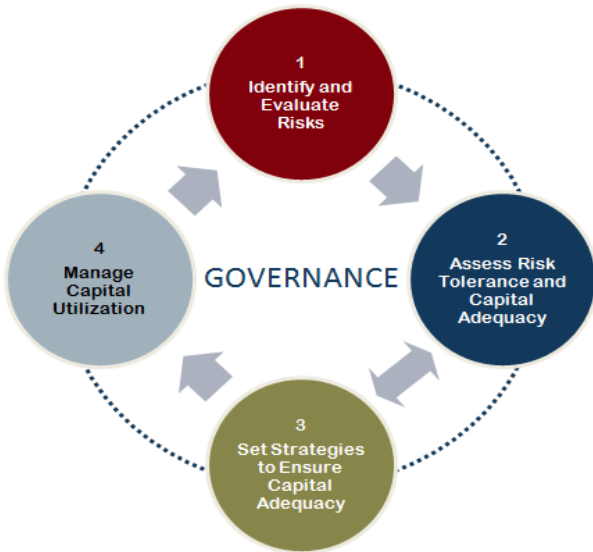 1
Identify and
Evaluate
Risks
2
Assess Risk
Tolerance and
Capital
Adequacy
GOVERNANCE
4
Manage
Capital
Utilization
3
Set Strategies
to Ensure
Capital
Adequacy